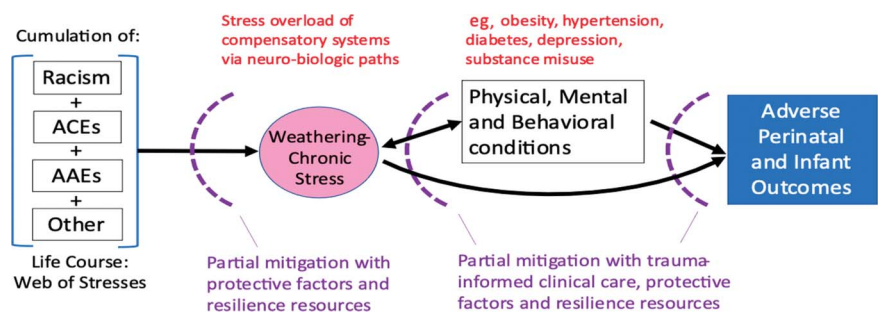 Cumulation of:
Racism
+
ACEs
+
AAEs
+
Other
Life Course:
Web of Stresses
Stress overload of
compensatory systems
via neuro-biologic paths
Weathering-
Chronic
Stress
Partial mitigation with
protective factors and
resilience resources
eg, obesity, hypertension,
diabetes, depression,
substance misuse
Physical, Mental
and Behavioral
conditions
Partial mitigation with trauma-
informed clinical care, protective
factors and resilience resources
Adverse
Perinatal
and Infant
Outcomes